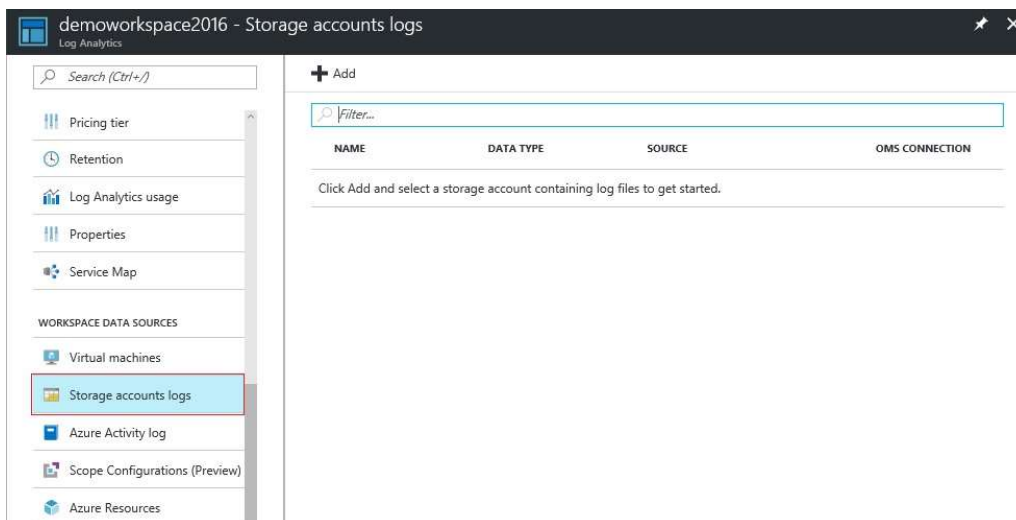 demoworkspace2016 - Storage accounts logs
Log Analytics
Search (Ctrl+/)
Pricing tier
Retention
Log Analytics usage
Properties
Service Map
WORKSPACE DATA SOURCES
Virtual machines
Storage accounts logs
Azure Activity log
Scope Configurations (Preview)
Azure Resources
Add
Filter...
NAME DATA TYPE SOURCE OMS CONNECTION
Click Add and select a storage account containing log files to get started.